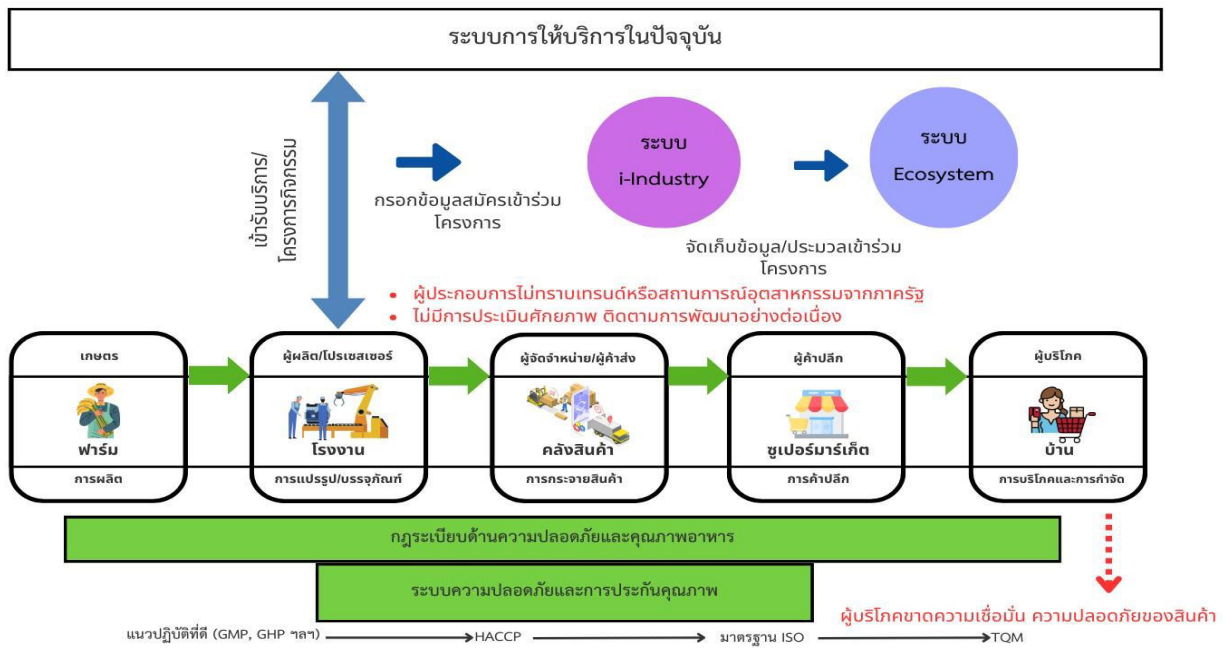 ระบบการให้บริการในปัจจุบัน
เข้ารับบริการ/
โครงการกิจกรรม
กรอกข้อมูลสมัครเข้าร่วม
โครงการ
ระบบ
i-Industry
ระบบ
Ecosystem
จัดเก็บข้อมูล/ประมวลเข้าร่วม
โครงการ
• ผู้ประกอบการไม่ทราบเทรนด์หรือสถานการณ์อุตสาหกรรมจากภาครัฐ
• ไม่มีการประเมินศักยภาพ ติดตามการพัฒนาอย่างต่อเนื่อง
เกษตร
ฟาร์ม
การผลิต
ผู้ผลิต/โปรเซสเซอร์
โรงงาน
การแปรรูป/บรรจุภัณฑ์
ผู้จัดจำหน่าย/ผู้ค้าส่ง
คลังสินค้า
การกระจายสินค้า
ผู้ค้าปลีก
ซูเปอร์มาร์เก็ต
การค้าปลีก
ผู้บริโภค
บ้าน
การบริโภคและการกำจัด
กฎระเบียบด้านความปลอดภัยและคุณภาพอาหาร
ระบบความปลอดภัยและการประกันคุณภาพ
ผู้บริโภคขาดความเชื่อมั่น ความปลอดภัยของสินค้า
แนวปฏิบัติที่ดี (GMP, GHP ฯลฯ)
HACCP
มาตรฐาน ISO
TQM